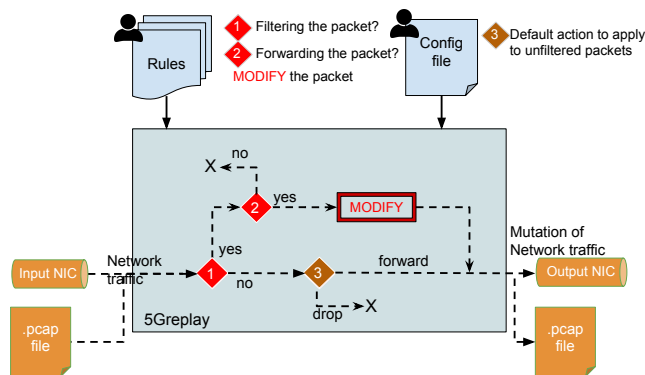 1 Filtering the packet?
2 Forwarding the packet?
MODIFY the packet
Rules
Config
file
3 Default action to apply
to unfiltered packets
no
X
2
yes
MODIFY
yes
Mutation of
Network traffic
Input NIC
Network
traffic
1
no
3
forward
Output NIC
drop
X
.pcap
file
5Greplay
.pcap
file